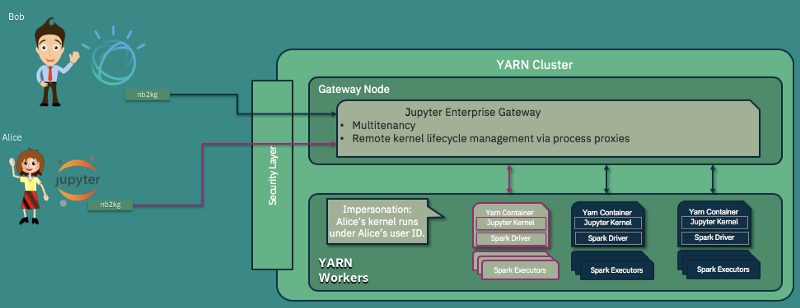 Bob
nb2kg
Alice
jupyter
nb2kg
Security Layer
YARN Cluster
Gateway Node
Jupyter Enterprise Gateway
• Multitenancy
• Remote kernel lifecycle management via process proxies
Impersonation:
Alice's kernel runs
under Alice's user ID.
YARN
Workers
Yarn Container
Jupyter Kernel
Spark Driver
Spark Executors
Yarn Container
Jupyter Kernel
Spark Driver
Spark Executors
Yarn Container
Jupyter Kernel
Spark Driver
Spark Executors